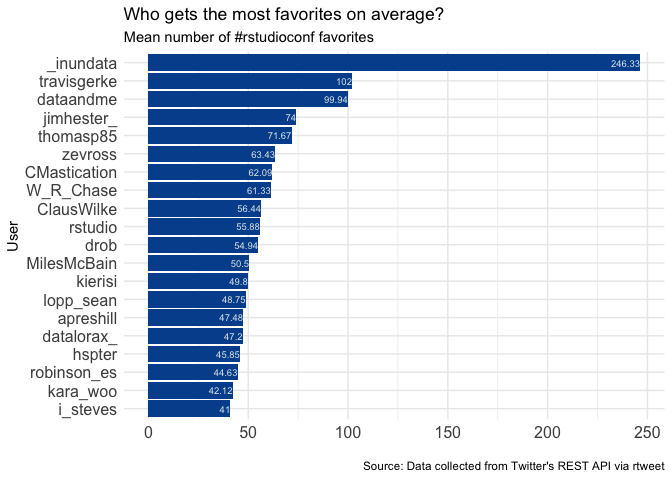 Who gets the most favorites on average?
Mean number of #rstudioconf favorites
User
_inundata 246.33
travisgerke 102
dataandme 99.94
jimhester_ 74
thomasp85 71.67
zevross 63.43
CMastication 62.09
W_R_Chase 61.33
ClausWilke 56.44
rstudio 55.88
drob 54.94
MilesMcBain 50.5
kierisi 49.8
lopp_sean 48.75
apreshill 47.48
datalorax_ 47.2
hspter 45.85
robinson_es 44.63
kara_woo 42.12
i_steves 41
0 50 100 150 200 250
Source: Data collected from Twitter's REST API via rtweet